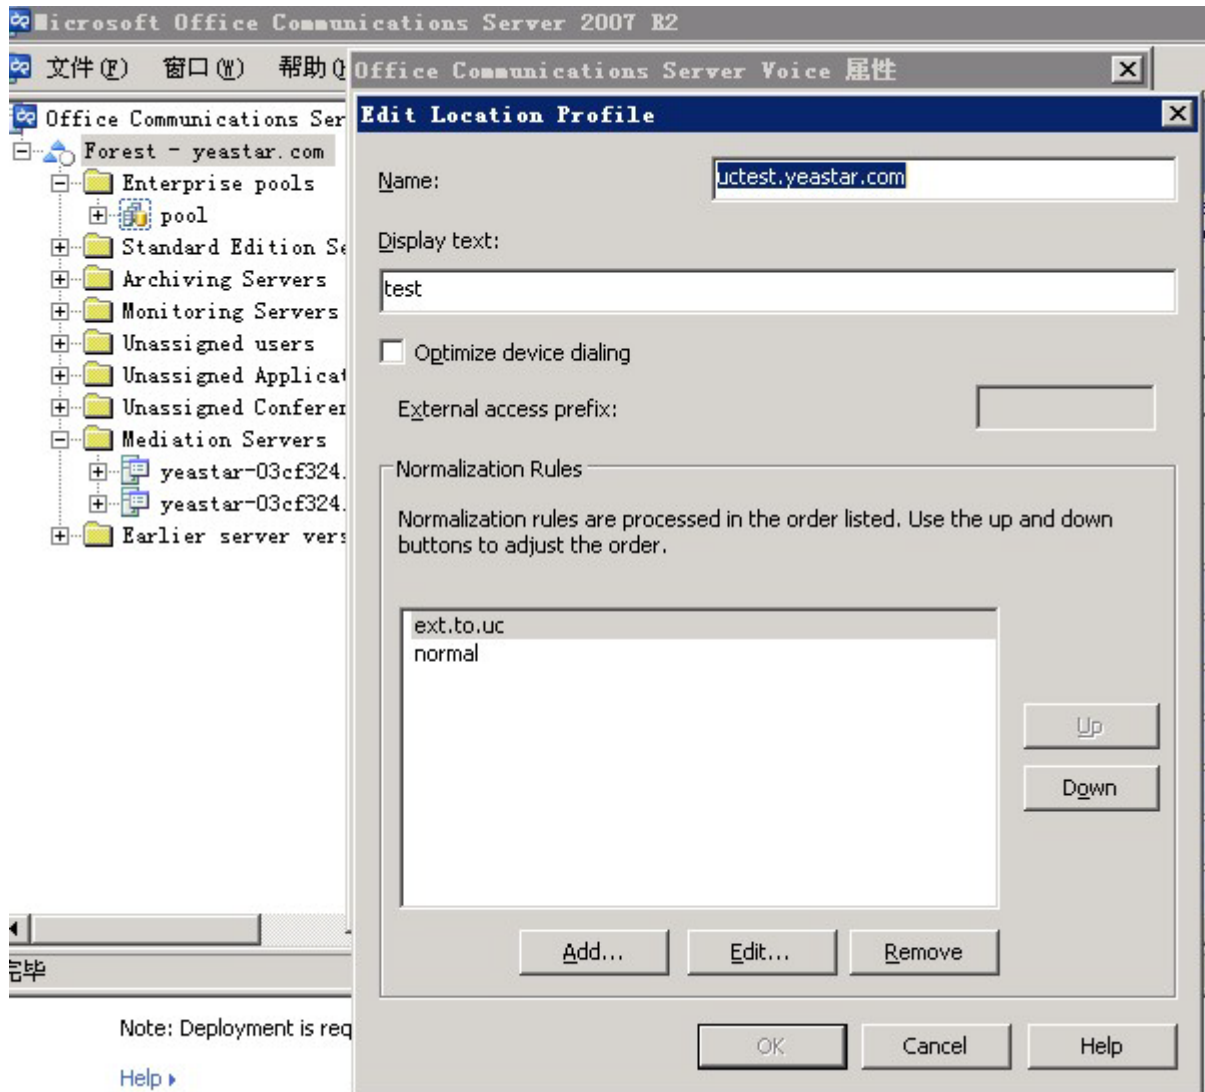 Microsoft Office Communications Server 2007 R2
文件(F) 窗口(W) 帮助(
Office Communications Server Voice 属性
Office Communications Ser
Edit Location Profile
Forest - yeastar.com
Enterprise pools
pool
Standard Edition Se
Archiving Servers
Monitoring Servers
Unassigned users
Unassigned Applicat
Unassigned Conferen
Mediation Servers
yeastar-03cf324.
yeastar-03cf324.
Earlier server vers
完毕
Note: Deployment is req
Help
Name:
uctest.yeastar.com
Display text:
test
Optimize device dialing
External access prefix:
Normalization Rules
Normalization rules are processed in the order listed. Use the up and down
buttons to adjust the order.
ext.to.uc
normal
Up
Down
Add... Edit... Remove
OK Cancel Help